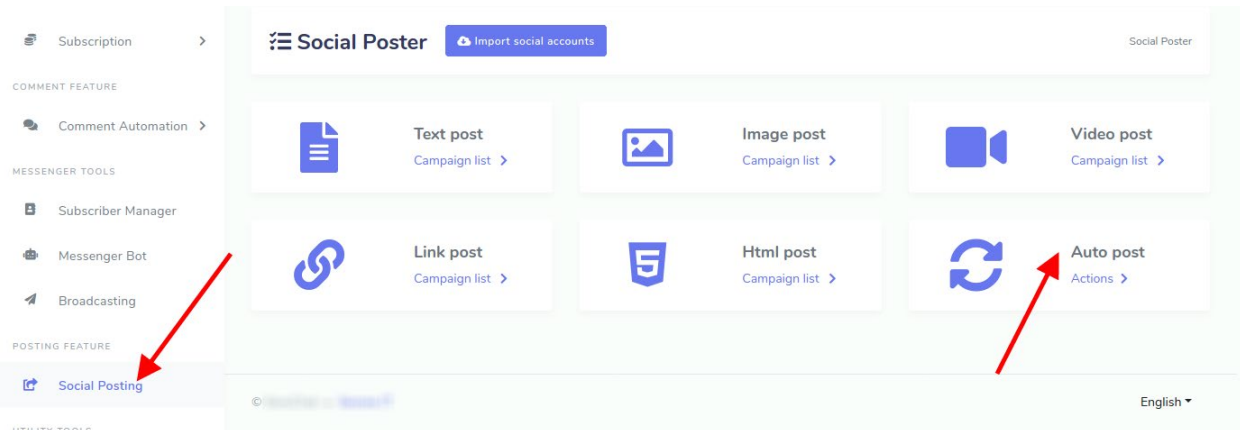 Subscription
COMMENT FEATURE
Comment Automation
MESSENGER TOOLS
Subscriber Manager
Messenger Bot
Broadcasting
POSTING FEATURE
Social Posting
UTILITY TOOLS
Social Poster
Import social accounts
Social Poster
Text post
Campaign list
Image post
Campaign list
Video post
Campaign list
Link post
Campaign list
Html post
Campaign list
Auto post
Actions
©
English